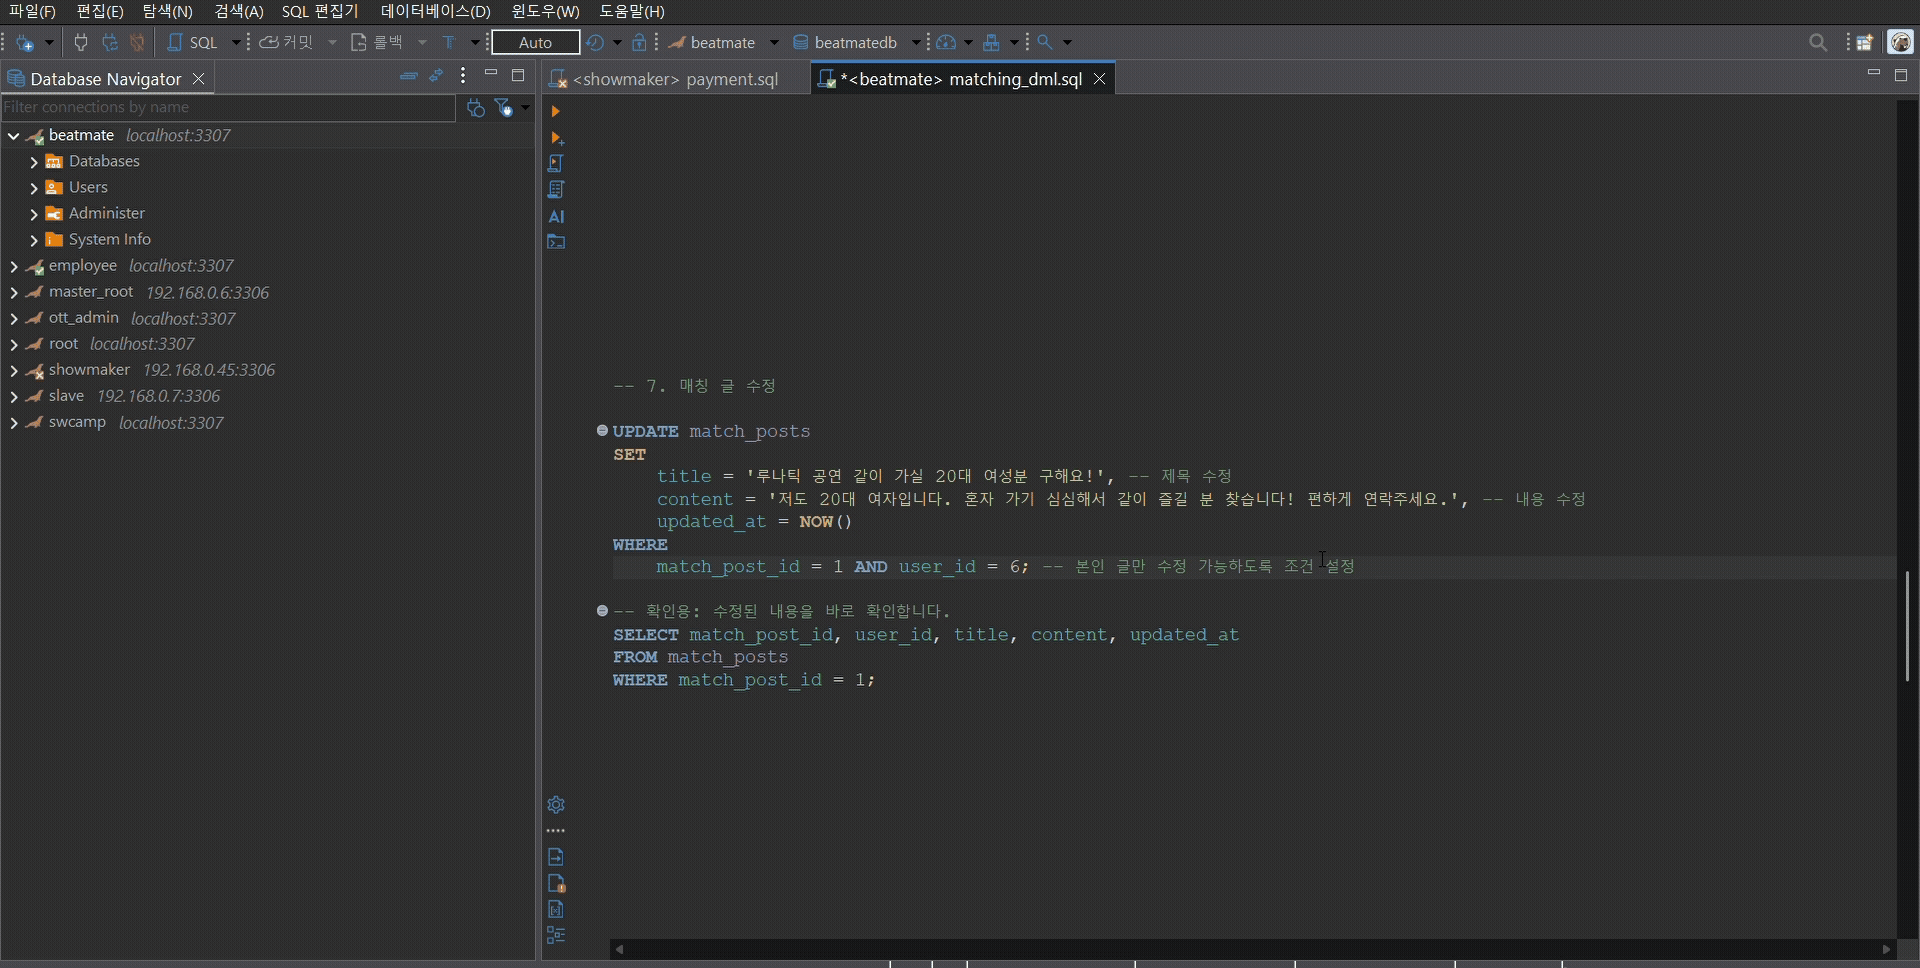 파일(F) 편집(E) 탐색(N) 검색(A) SQL 편집기 데이터베이스(D) 윈도우(W) 도움말(H)
SQL 커밋 롤백 T Auto beatmate beatmatedb
Database Navigator
<showmaker> payment.sql
*<beatmate> matching_dml.sql
Filter connections by name
beatmate localhost:3307
Databases
Users
Administer
System Info
employee localhost:3307
master_root 192.168.0.6:3306
ott_admin localhost:3307
root localhost:3307
showmaker 192.168.0.45:3306
slave 192.168.0.7:3306
swcamp localhost:3307
AI
-- 7. 매칭 글 수정
UPDATE match_posts
SET
title = '루나틱 공연 같이 가실 20대 여성분 구해요!', -- 제목 수정
content = '저도 20대 여자입니다. 혼자 가기 심심해서 같이 즐길 분 찾습니다! 편하게 연락주세요.', -- 내용 수정
updated_at = NOW()
WHERE
match_post_id = 1 AND user_id = 6; -- 본인 글만 수정 가능하도록 조건 설정
-- 확인용: 수정된 내용을 바로 확인합니다.
SELECT match_post_id, user_id, title, content, updated_at
FROM match_posts
WHERE match_post_id = 1;